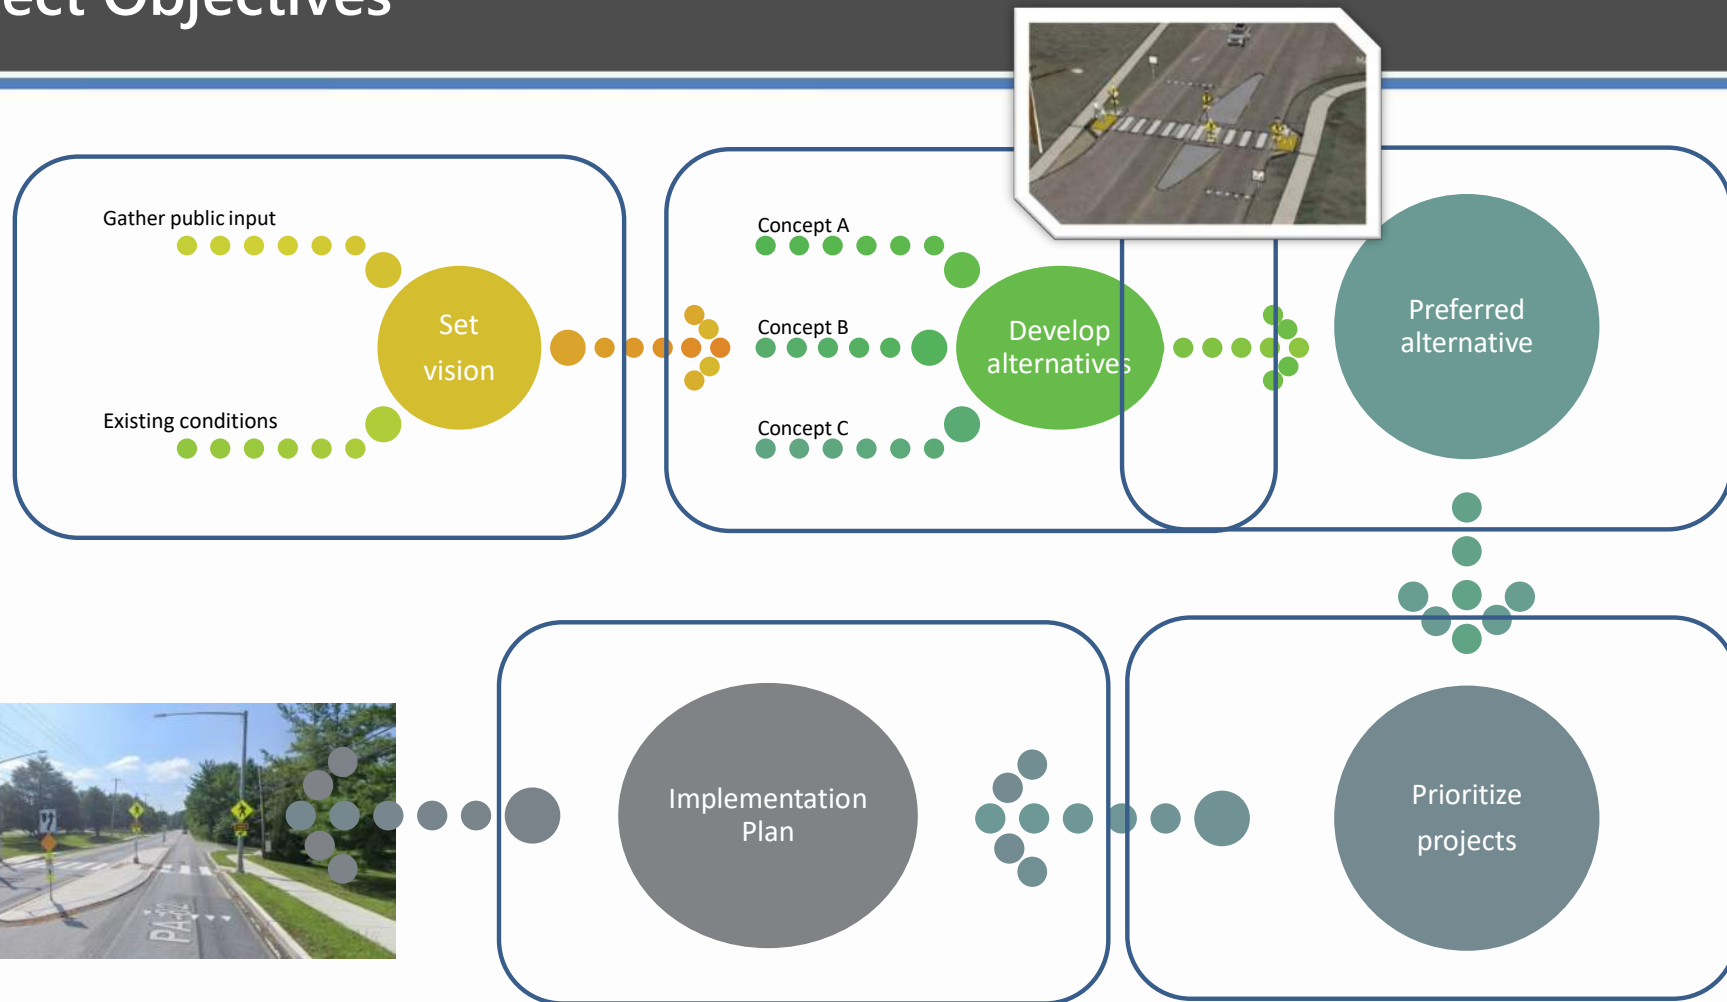 ect Objectives
Gather public input
Set
vision
Existing conditions
Concept A
Concept B
Concept C
Develop
alternatives
Preferred
alternative
Prioritize
projects
Implementation
Plan